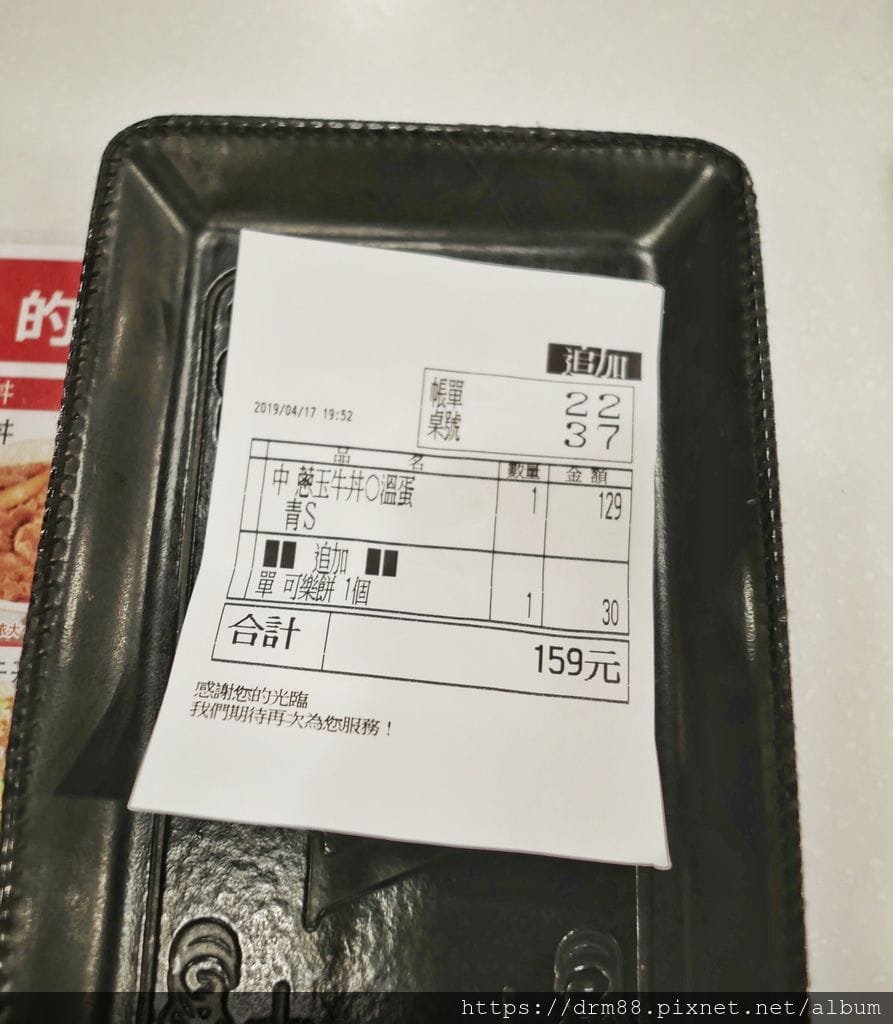 的
丼
丼
追加
帳單 22
桌號 37
2019/04/17 19:52
品 名 數量 金額
中 蔥玉牛丼○溫蛋 1 129
青S
■■ 追加 ■■
單 可樂餅 1個 1 30
合計 159元
感謝您的光臨
我們期待再次為您服務！
https://drm88.pixnet.net/album